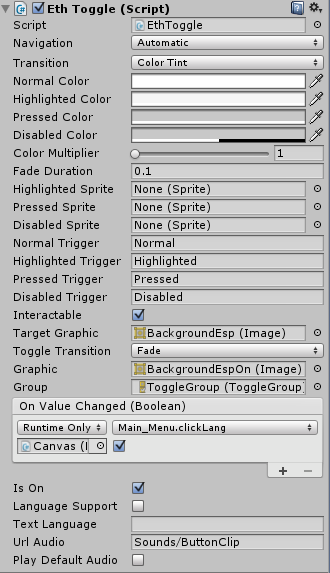 Eth Toggle (Script)
Script EthToggle
Navigation Automatic
Transition Color Tint
Normal Color
Highlighted Color
Pressed Color
Disabled Color
Color Multiplier 1
Fade Duration 0.1
Highlighted Sprite None (Sprite)
Pressed Sprite None (Sprite)
Disabled Sprite None (Sprite)
Normal Trigger Normal
Highlighted Trigger Highlighted
Pressed Trigger Pressed
Disabled Trigger Disabled
Interactable
Target Graphic BackgroundEsp (Image)
Toggle Transition Fade
Graphic BackgroundEspOn (Image)
Group ToggleGroup (ToggleGroup)
On Value Changed (Boolean)
Runtime Only Main_Menu.clickLang
Canvas (
Is On
Language Support
Text Language
Url Audio Sounds/ButtonClip
Play Default Audio